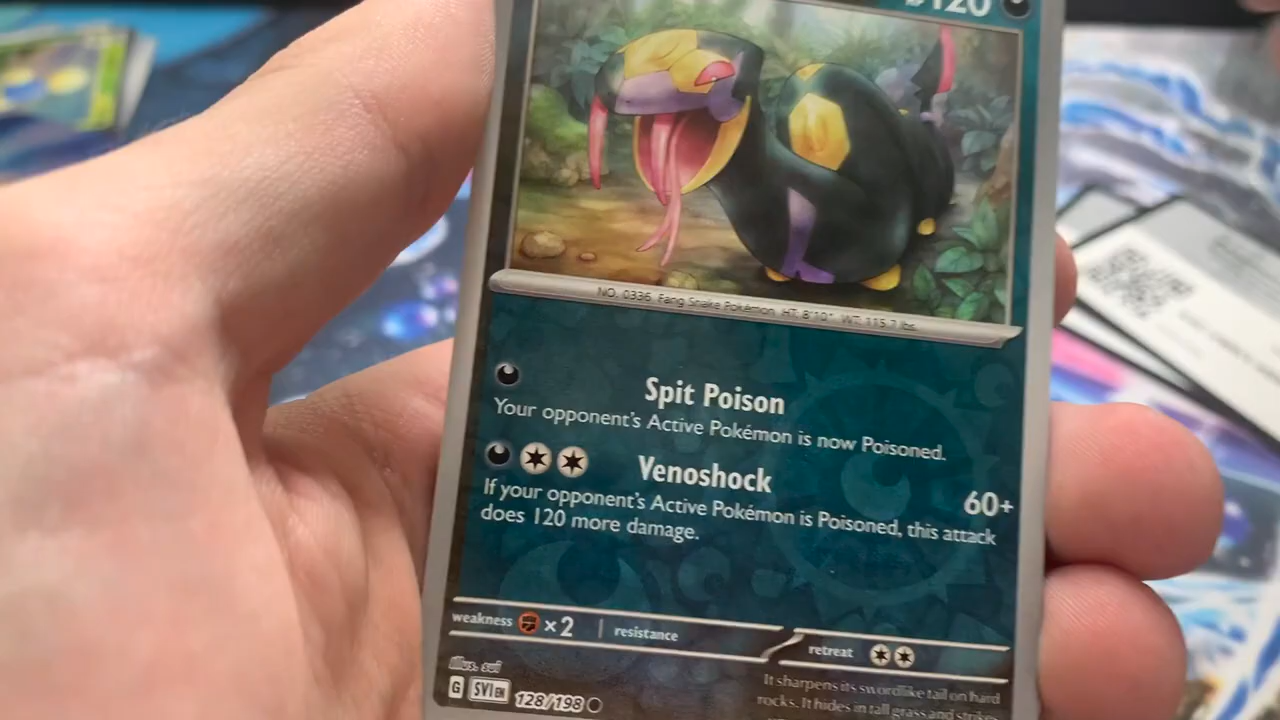 120
NO. 0336 Fang Snake Pokémon HT: 8'10" WT: 115.7 lbs.
Spit Poison
Your opponent's Active Pokémon is now Poisoned.
Venoshock 60+
If your opponent's Active Pokémon is Poisoned, this attack
does 120 more damage.
weakness ×2 resistance
retreat
Illus. sui
G SVI EN 128/198
It sharpens its swordlike tail on hard
rocks. It hides in tall grass and strikes